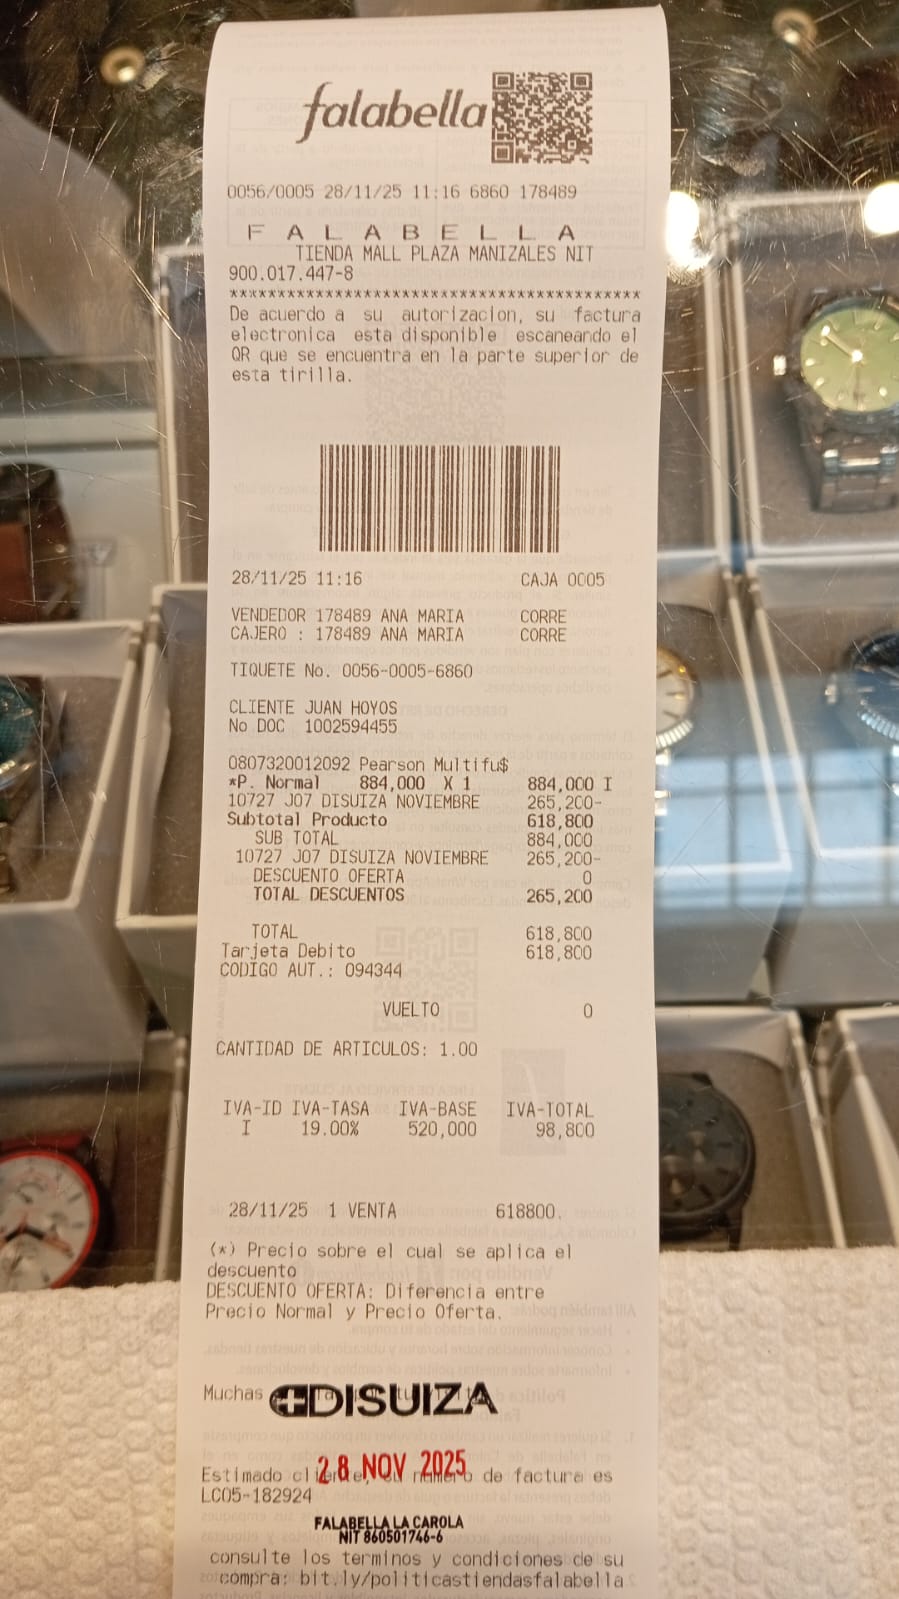 falabella
0056/0005 28/11/25 11:16 6860 178489
F A L A B E L L A
TIENDA MALL PLAZA MANIZALES NIT
900.017.447-8
*****************************************
De acuerdo a su autorizacion, su factura
electronica esta disponible escaneando el
QR que se encuentra en la parte superior de
esta tirilla.
28/11/25 11:16 CAJA 0005
VENDEDOR 178489 ANA MARIA CORRE
CAJERO : 178489 ANA MARIA CORRE
TIQUETE No. 0056-0005-6860
CLIENTE JUAN HOYOS
No DOC 1002594455
0807320012092 Pearson Multifu$
*P. Normal 884,000 X 1 884,000 I
10727 J07 DISUIZA NOVIEMBRE 265,200-
Subtotal Producto 618,800
SUB TOTAL 884,000
10727 J07 DISUIZA NOVIEMBRE 265,200-
DESCUENTO OFERTA 0
TOTAL DESCUENTOS 265,200
TOTAL 618,800
Tarjeta Debito 618,800
CODIGO AUT.: 094344
VUELTO 0
CANTIDAD DE ARTICULOS: 1.00
IVA-ID IVA-TASA IVA-BASE IVA-TOTAL
I 19.00% 520,000 98,800
28/11/25 1 VENTA 618800,
(*) Precio sobre el cual se aplica el
descuento
DESCUENTO OFERTA: Diferencia entre
Precio Normal y Precio Oferta.
Muchas
DISUIZA
28 NOV 2025
Estimado cliente, su numero de factura es
LC05-182924
FALABELLA LA CAROLA
NIT 860501746-6
consulte los terminos y condiciones de su
compra: bit.ly/politicastiendasfalabella